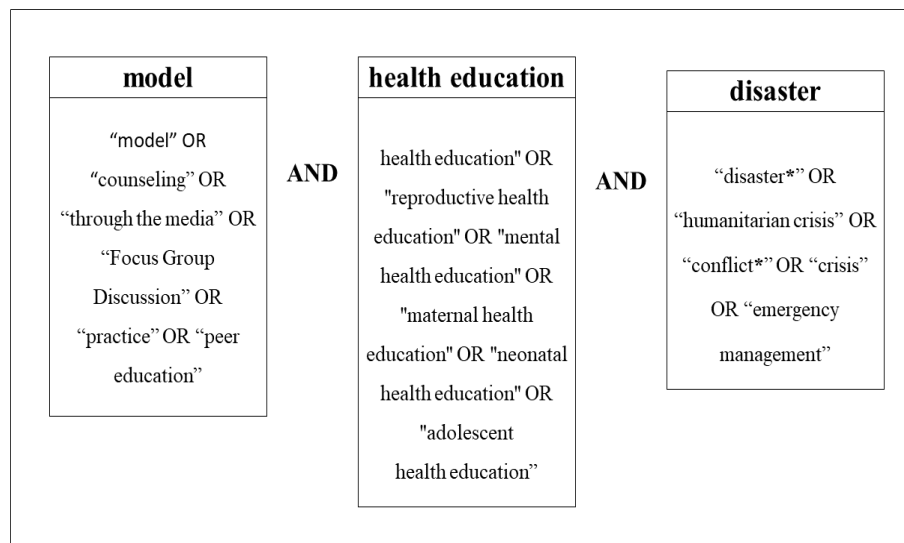 model
“model” OR
“counseling” OR
“through the media” OR
“Focus Group
Discussion” OR
“practice” OR “peer
education”
AND
health education
health education" OR
"reproductive health
education" OR "mental
health education" OR
"maternal health
education" OR "neonatal
health education" OR
"adolescent
health education”
AND
disaster
“disaster*” OR
“humanitarian crisis” OR
“conflict*” OR “crisis”
OR “emergency
management”